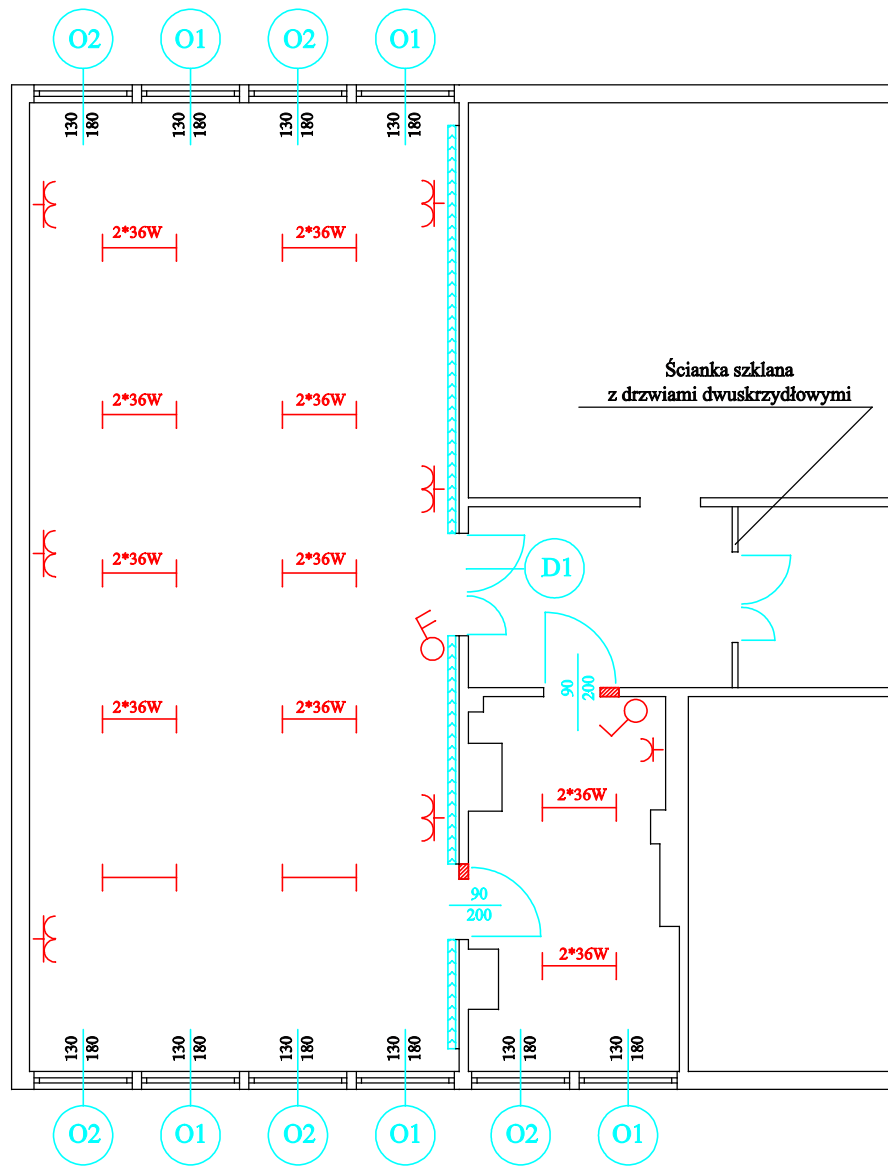 O2 O1 O2 O1
130 180 130 180 130 180 130 180
2*36W 2*36W
Ścianka szklana
z drzwiami dwuskrzydłowymi
2*36W 2*36W
2*36W 2*36W
D1
90
200
2*36W 2*36W
2*36W
90
200
2*36W
130 180 130 180 130 180 130 180 130 180 130 180
O2 O1 O2 O1 O2 O1